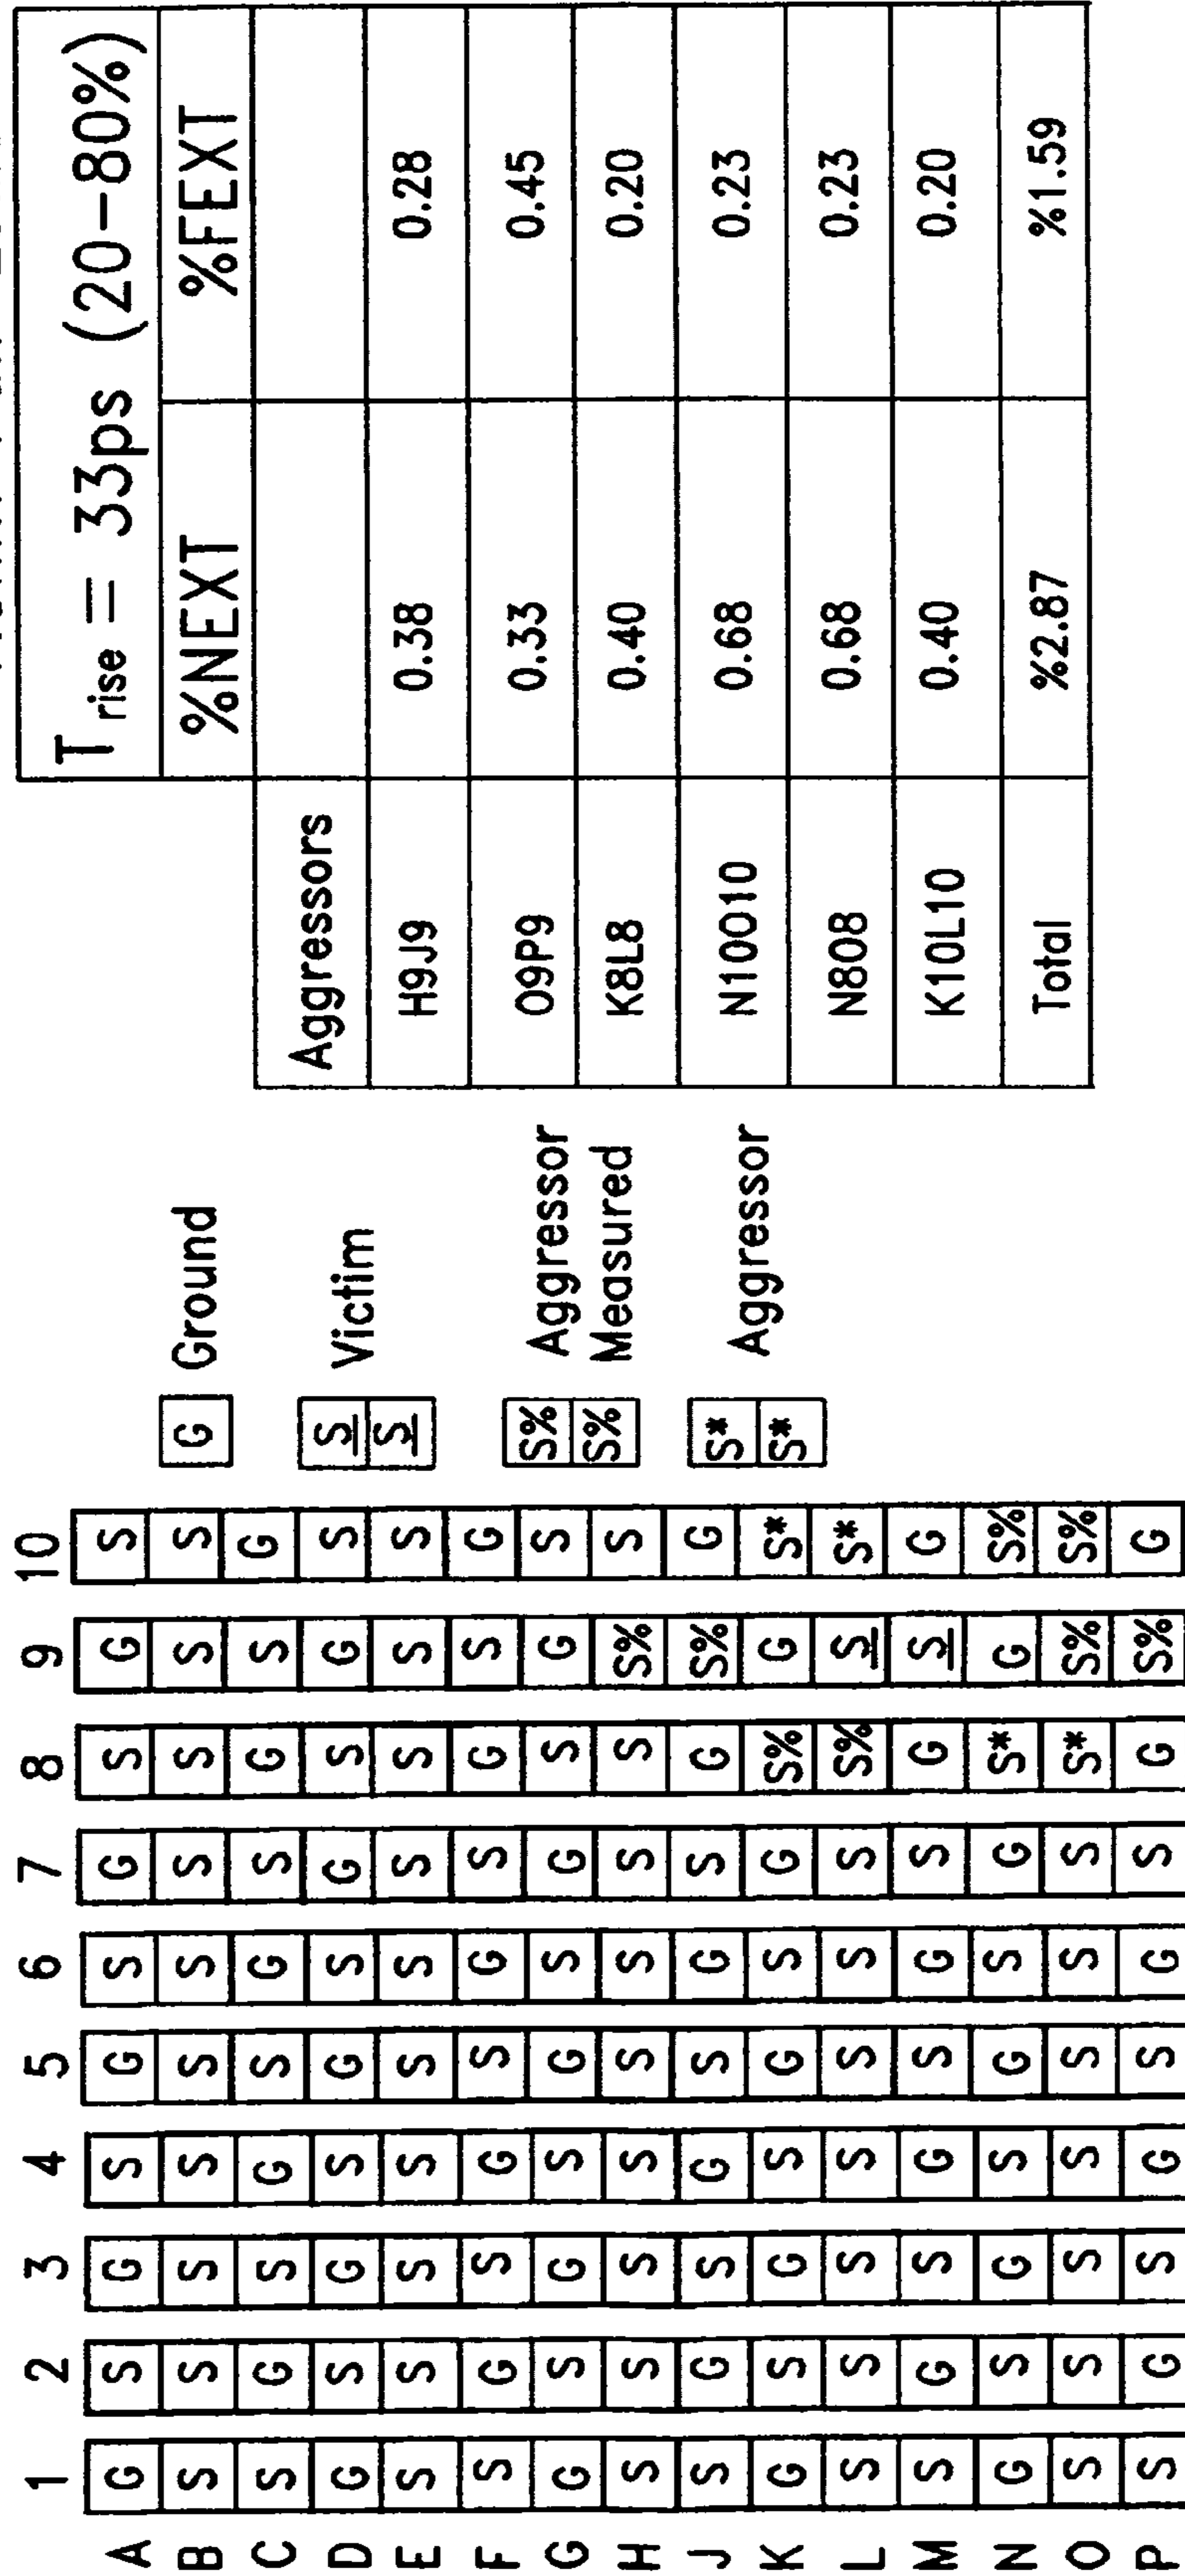 1 2 3 4 5 6 7 8 9 10
A G S G S G S G S G S
B S S S S S S S S S S
C S G S G S G S G S G
D G S G S G S G S G S
E S S S S S S S S S S
F S G S G S G S G S G
G G S G S G S G S G S
H S S S S S S S S S% S
J S G S G S G S G S% G
K G S G S G S G S% G S*
L S S S S S S S S% S S*
M S G S G S G S G S G
N G S G S G S G S* G S%
O S S S S S S S S* S% S%
P S G S G S G S G S% G
G Ground
S
S
Victim
S%
S%
Aggressor
Measured
S*
S*
Aggressor
Trise = 33ps (20-80%)
%NEXT %FEXT
Aggressors
H9J9 0.38 0.28
O9P9 0.33 0.45
K8L8 0.40 0.20
N10O10 0.68 0.23
N8O8 0.68 0.23
K10L10 0.40 0.20
Total %2.87 %1.59